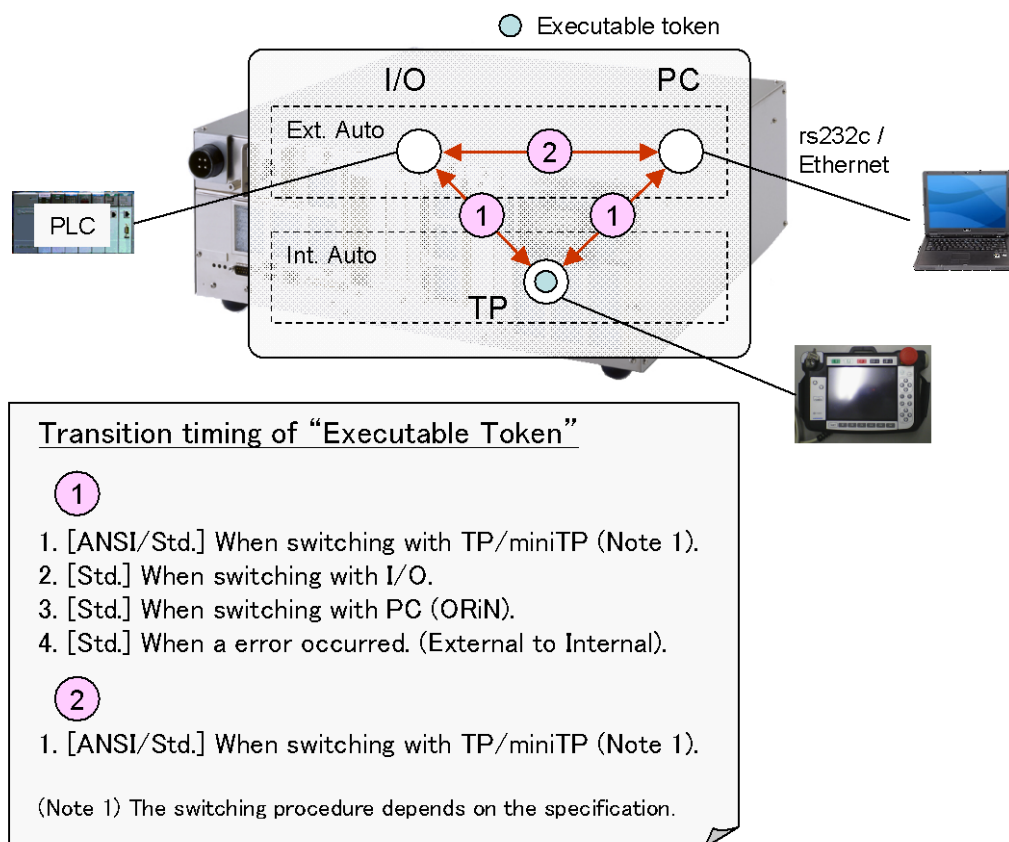 Executable token
I/O
PC
Ext. Auto
2
rs232c /
Ethernet
PLC
1
1
Int. Auto
TP
Transition timing of “Executable Token”
1
1. [ANSI/Std.] When switching with TP/miniTP (Note 1).
2. [Std.] When switching with I/O.
3. [Std.] When switching with PC (ORiN).
4. [Std.] When a error occurred. (External to Internal).
2
1. [ANSI/Std.] When switching with TP/miniTP (Note 1).
(Note 1) The switching procedure depends on the specification.